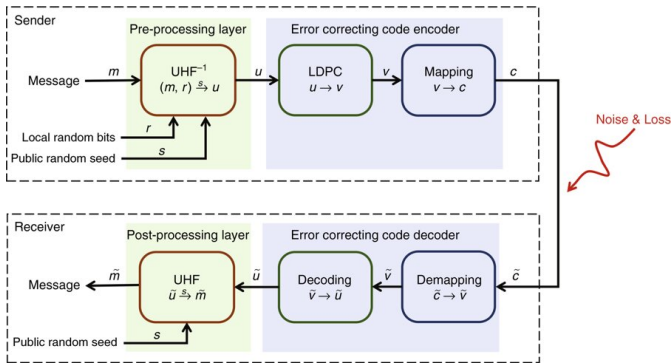 Sender
Pre-processing layer
Error correcting code encoder
Message
m
UHF⁻¹
(m, r) →ˢ u
u
LDPC
u → v
v
Mapping
v → c
c
Local random bits
r
Public random seed
s
Noise & Loss
Receiver
Post-processing layer
Error correcting code decoder
Message
m̃
UHF
ũ →ˢ m̃
ũ
Decoding
ṽ → ũ
ṽ
Demapping
c̃ → ṽ
c̃
Public random seed
s